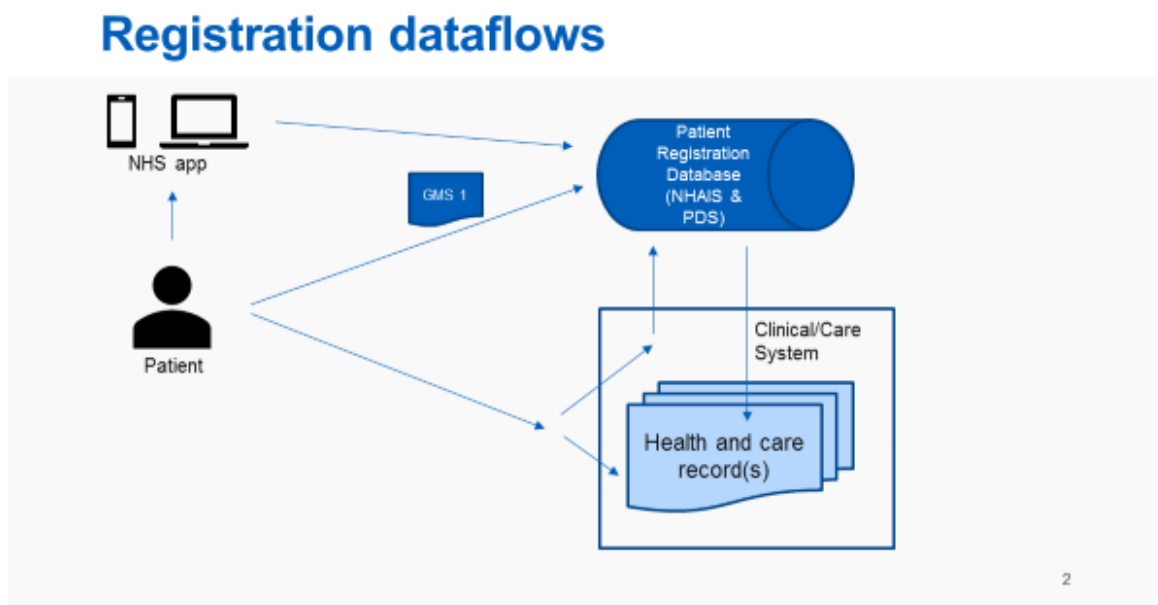 Registration dataflows
NHS app
GMS 1
Patient
Registration
Database
(NHAIS &
PDS)
Patient
Clinical/Care
System
Health and care
record(s)
2